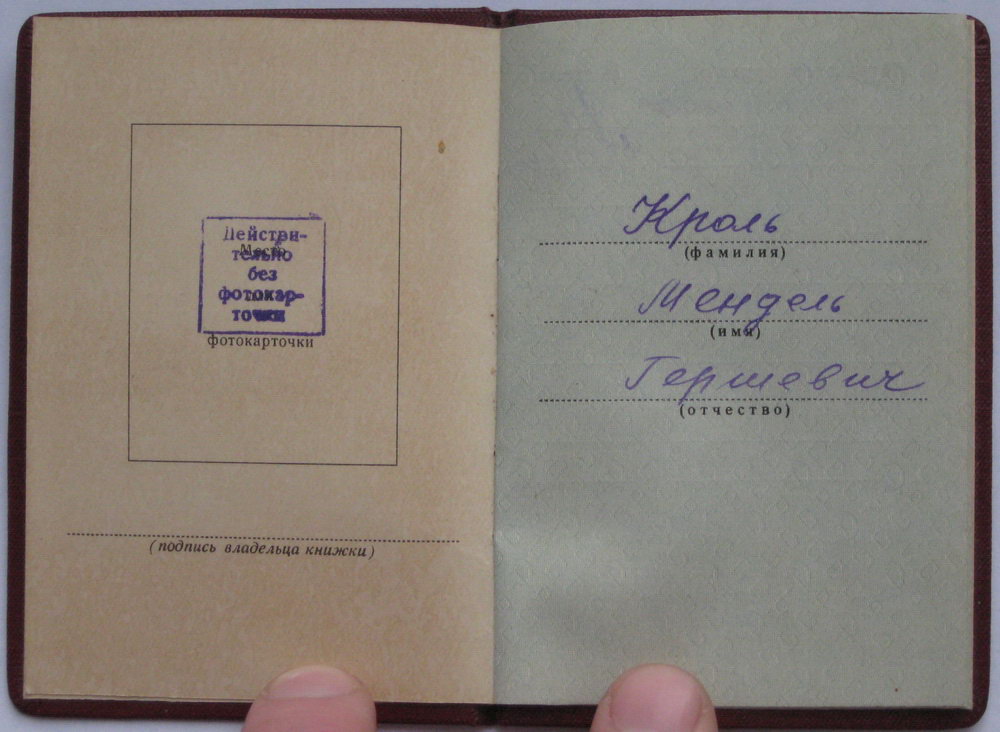 Действи-
Место
тельно
без
фотокар-
точки
фотокарточки
(подпись владельца книжки)
Кроль
(фамилия)
Мендель
(имя)
Гершевич
(отчество)